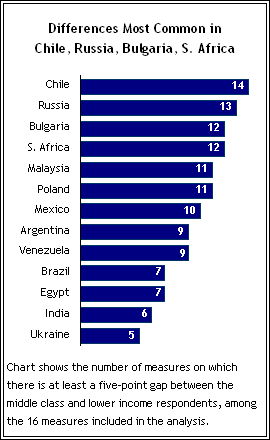 Differences Most Common in
Chile, Russia, Bulgaria, S. Africa
Chile 14
Russia 13
Bulgaria 12
S. Africa 12
Malaysia 11
Poland 11
Mexico 10
Argentina 9
Venezuela 9
Brazil 7
Egypt 7
India 6
Ukraine 5
Chart shows the number of measures on which
there is at least a five-point gap between the
middle class and lower income respondents, among
the 16 measures included in the analysis.